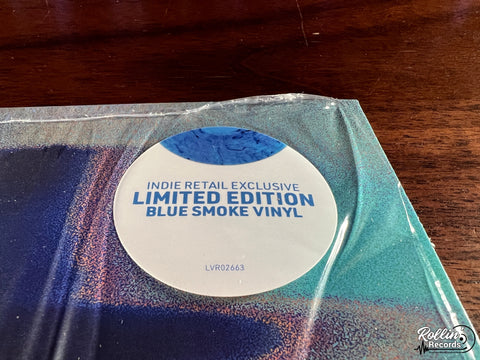 INDIE RETAIL EXCLUSIVE
LIMITED EDITION
BLUE SMOKE VINYL
LVR02663
Rollin
Records